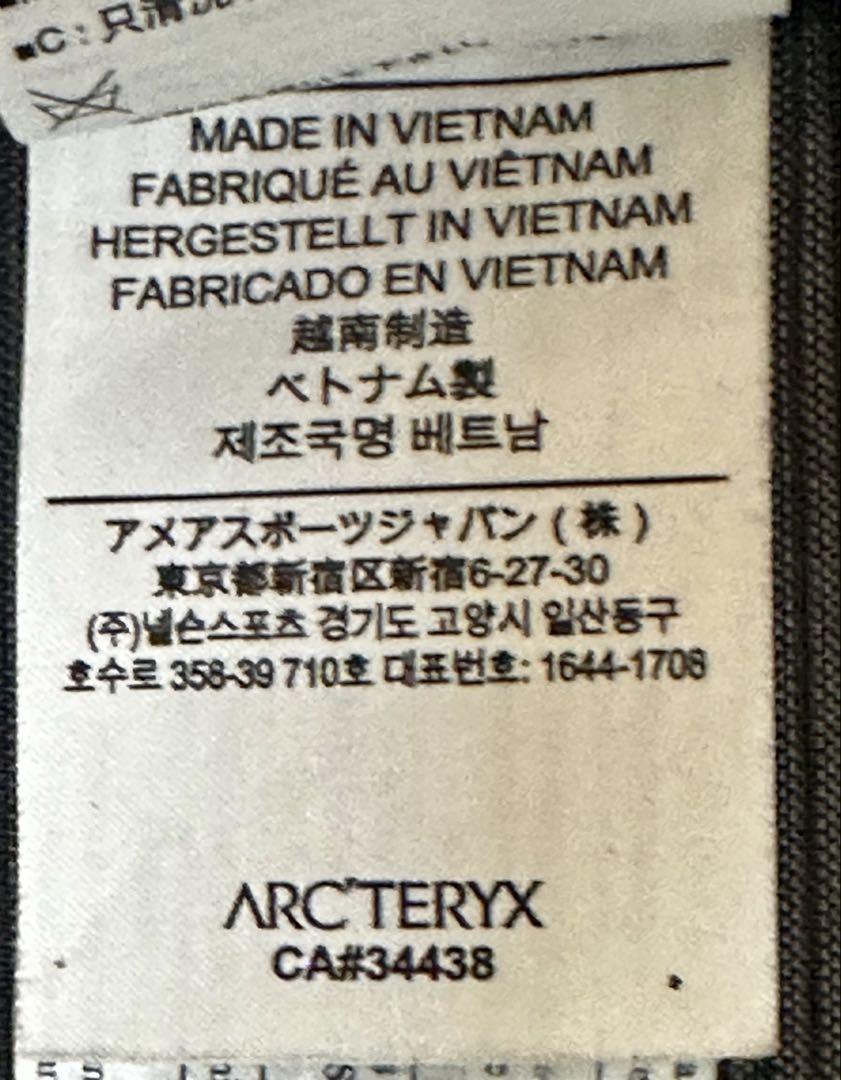 ■C : 只清洗
MADE IN VIETNAM
FABRIQUÉ AU VIÊTNAM
HERGESTELLT IN VIETNAM
FABRICADO EN VIETNAM
越南制造
ベトナム製
제조국명 베트남
アメアスポーツジャパン ( 株 )
東京都新宿区新宿6-27-30
(주)넬슨스포츠 경기도 고양시 일산동구
호수로 358-39 710호 대표번호: 1644-1708
ARC'TERYX
CA#34438